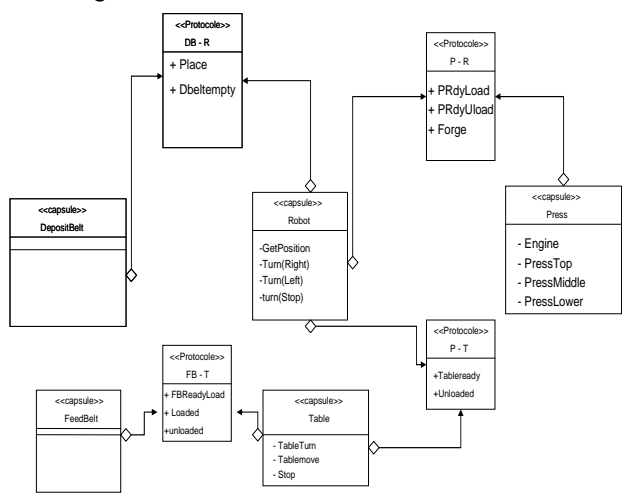 <<Protocole>>
DB - R
+ Place
+ Dbeltempty
<<Protocole>>
P - R
+ PRdyLoad
+ PRdyUload
+ Forge
<<capsule>>
DepositBelt
<<capsule>>
Robot
-GetPosition
-Turn(Right)
-Turn(Left)
-turn(Stop)
<<capsule>>
Press
- Engine
- PressTop
- PressMiddle
- PressLower
<<Protocole>>
P - T
+Tableready
+Unloaded
<<Protocole>>
FB - T
+ FBReadyLoad
+ Loaded
+unloaded
<<capsule>>
FeedBelt
<<capsule>>
Table
- TableTurn
- Tablemove
- Stop